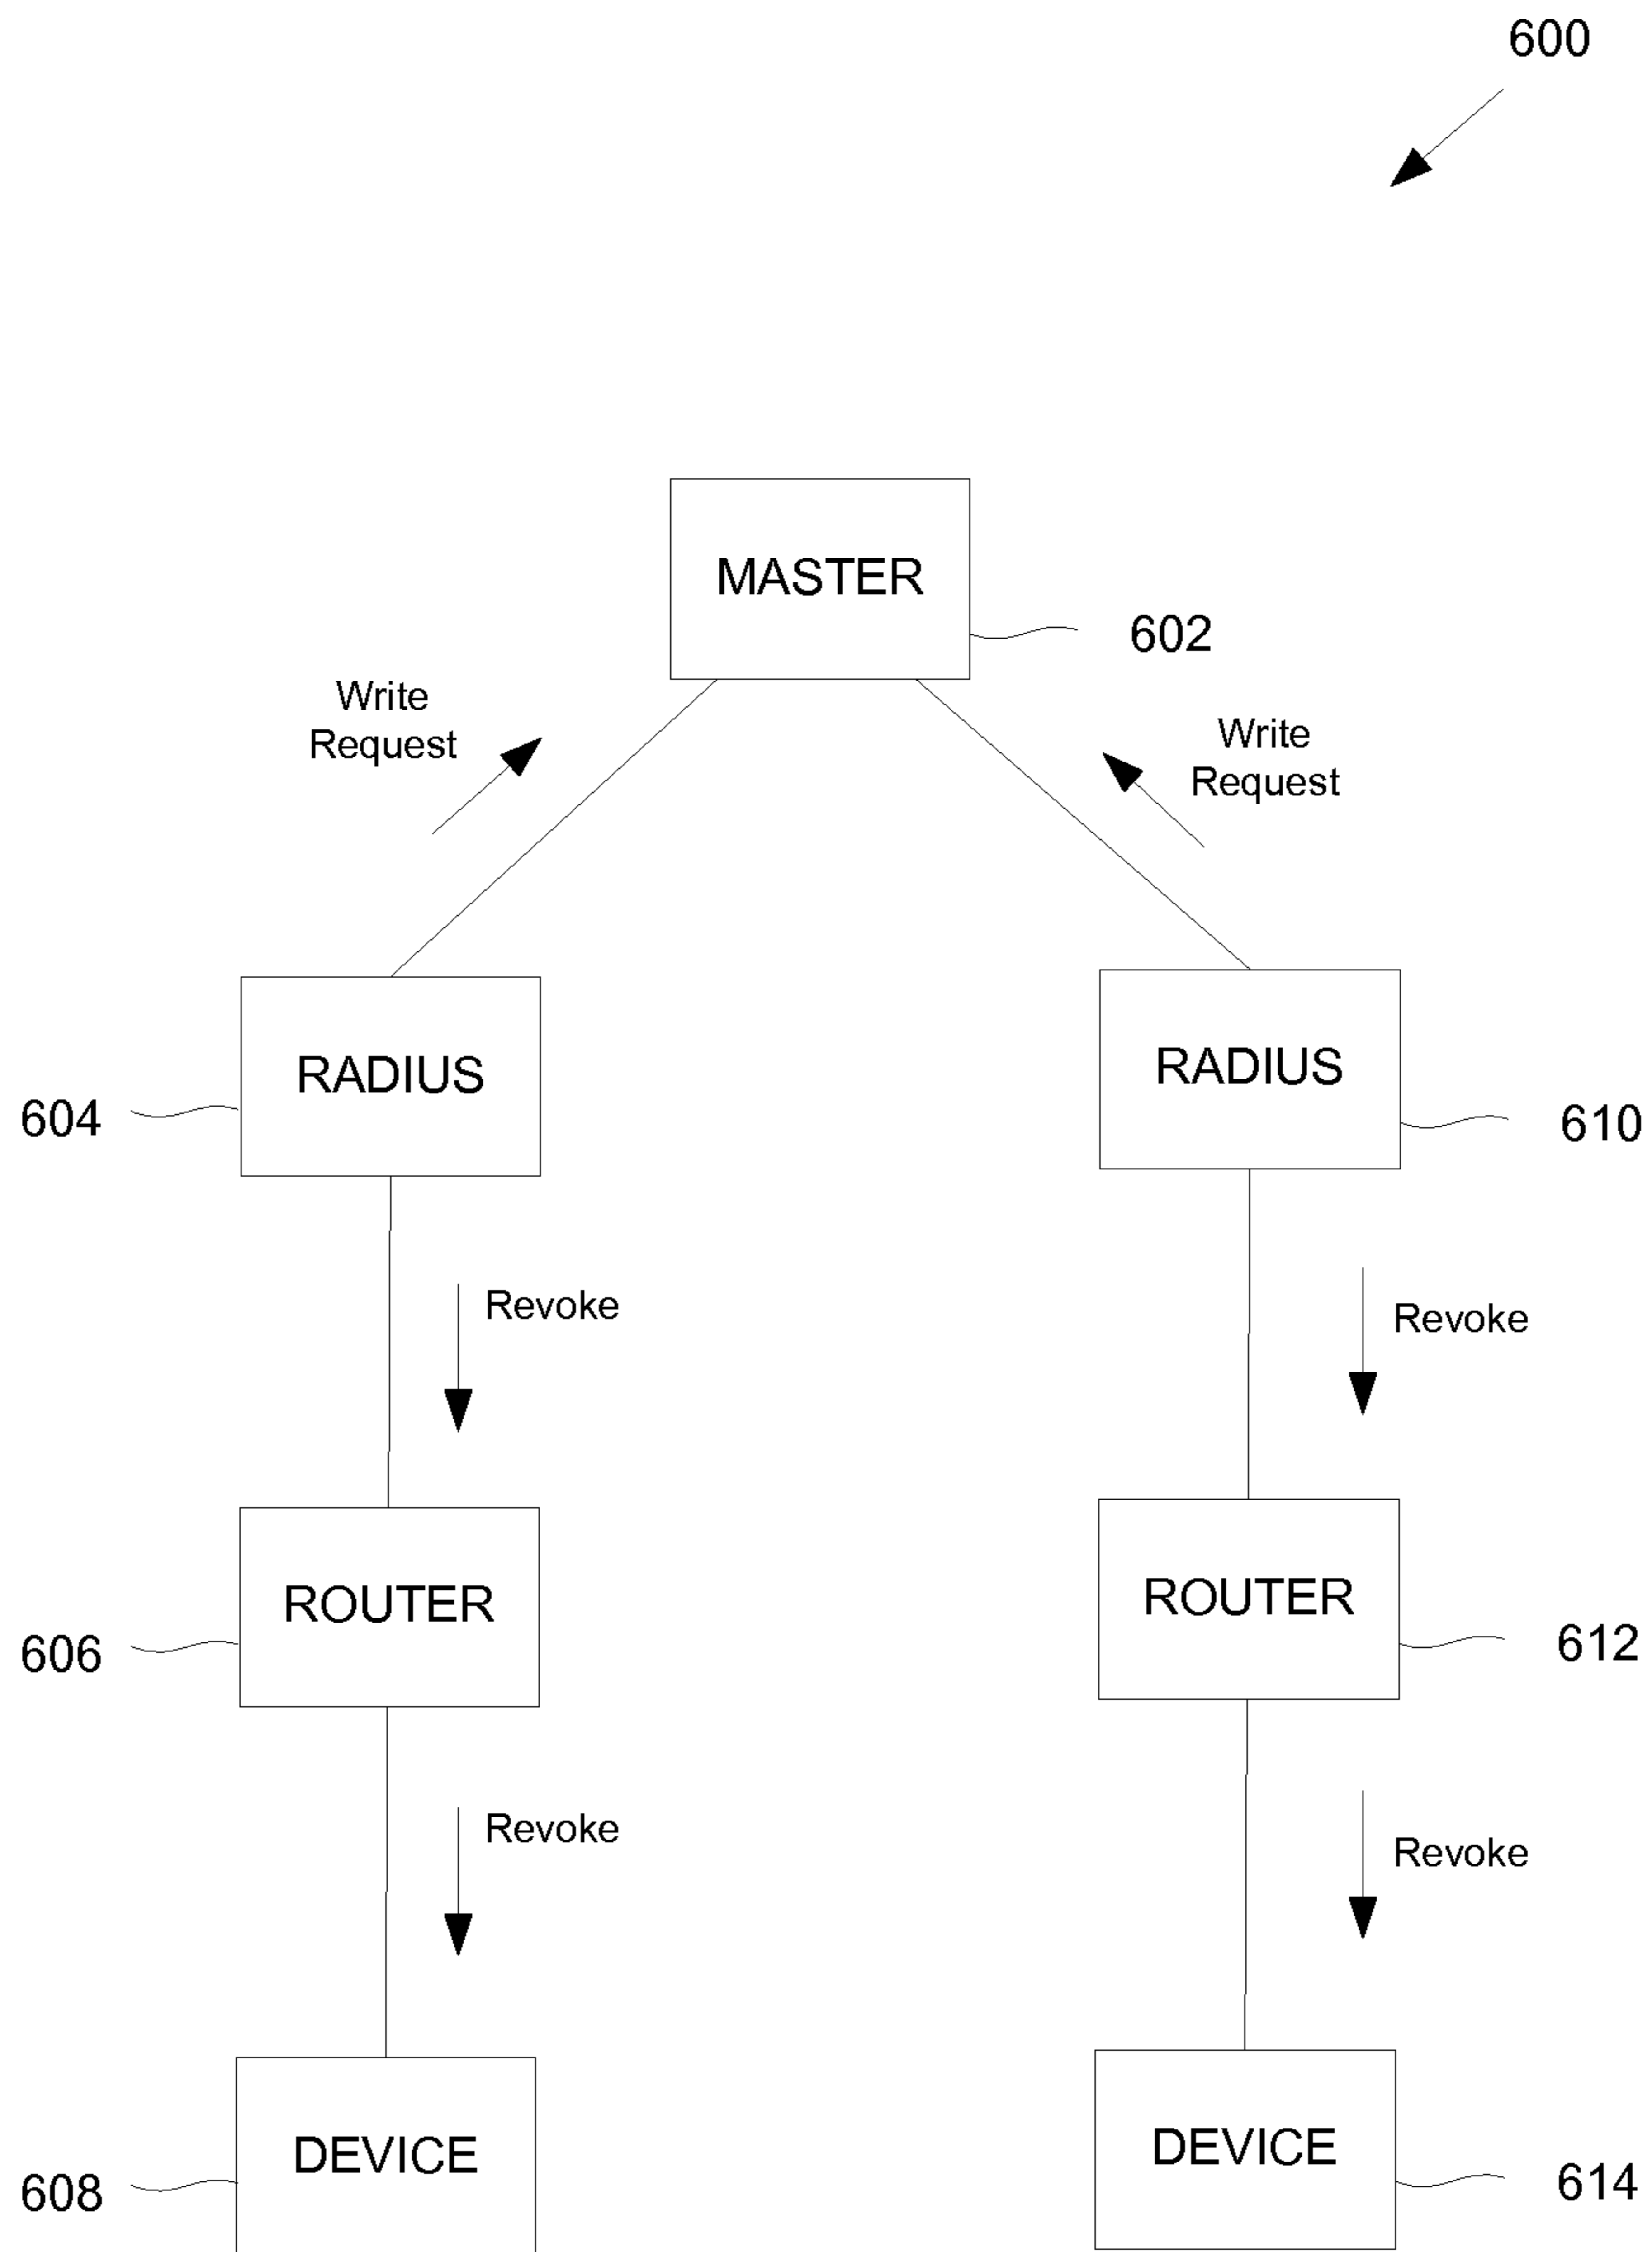 600
MASTER
602
Write
Request
Write
Request
RADIUS
604
RADIUS
610
Revoke
Revoke
ROUTER
606
ROUTER
612
Revoke
Revoke
DEVICE
608
DEVICE
614